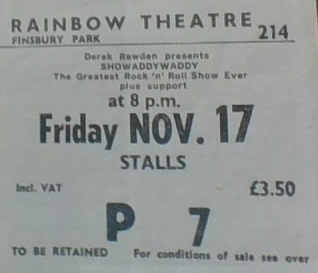 RAINBOW THEATRE
FINSBURY PARK 214
Derek Rawden presents
SHOWADDYWADDY
The Greatest Rock 'n' Roll Show Ever
plus support
at 8 p.m.
Friday NOV. 17
STALLS
Incl. VAT £3.50
P 7
TO BE RETAINED For conditions of sale see over